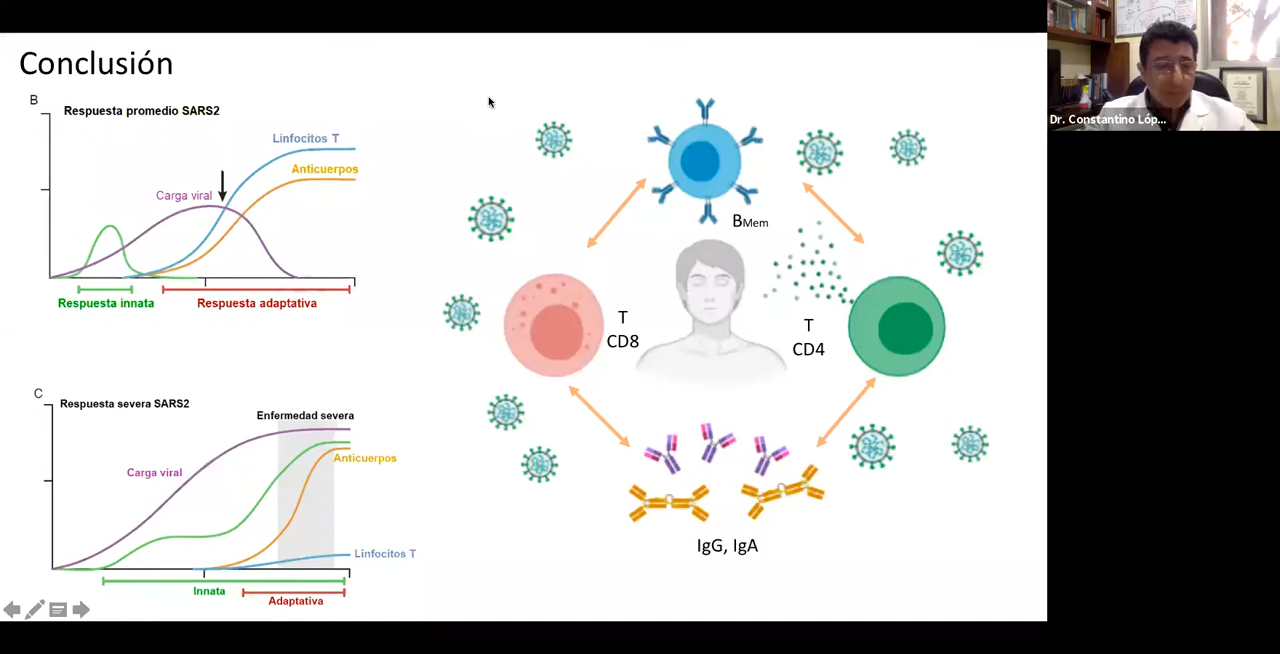 Conclusión
B
Respuesta promedio SARS2
Linfocitos T
Anticuerpos
Carga viral
Respuesta innata
Respuesta adaptativa
C
Respuesta severa SARS2
Enfermedad severa
Anticuerpos
Carga viral
Linfocitos T
Innata
Adaptativa
BMem
T
CD8
T
CD4
IgG, IgA
Dr. Constantino Lóp...